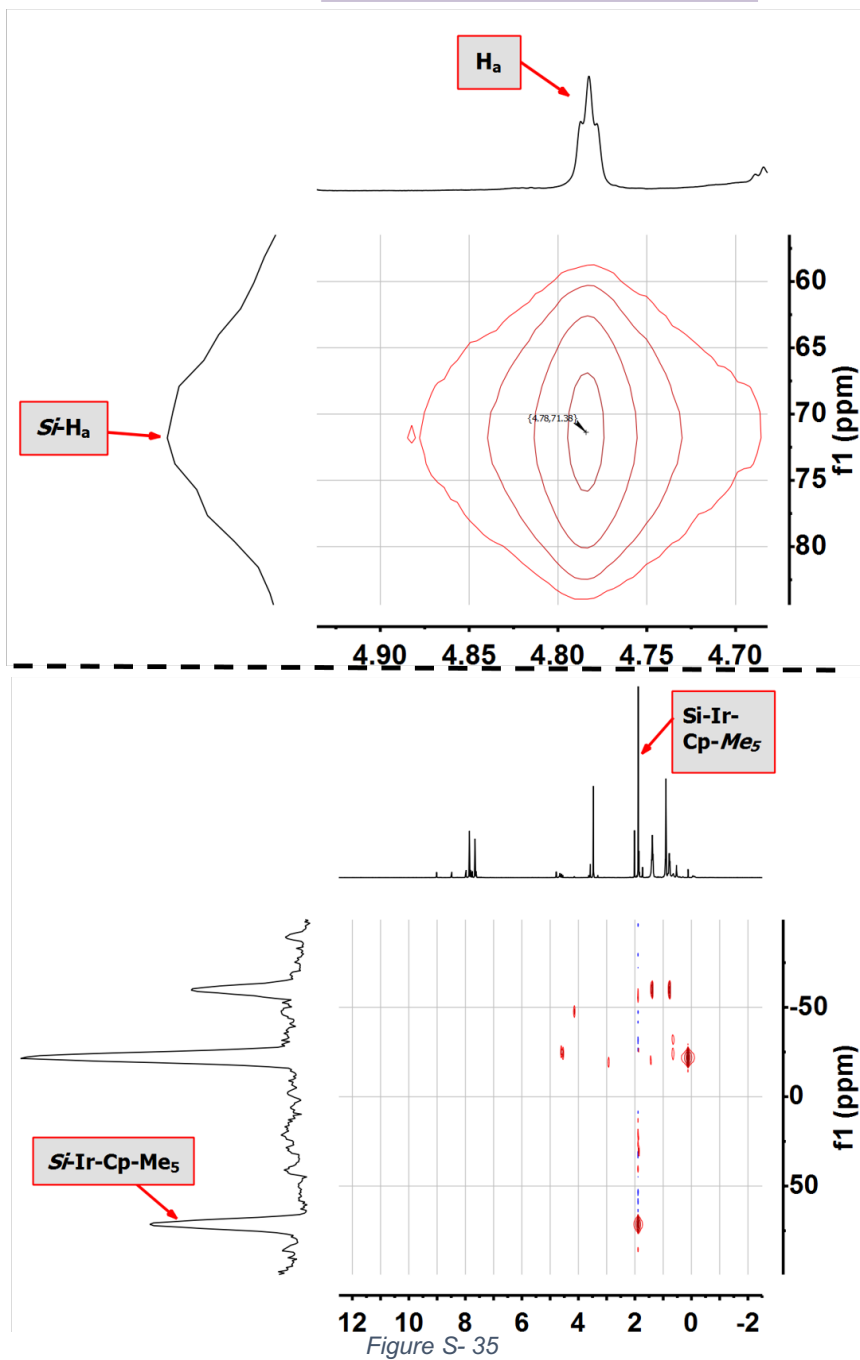 Hₐ
60
65
Si-Hₐ
{4.78,71.38}
70
75
80
f1 (ppm)
4.90 4.85 4.80 4.75 4.70
Si-Ir-
Cp-Me₅
-50
0
50
f1 (ppm)
Si-Ir-Cp-Me₅
12 10 8 6 4 2 0 -2
Figure S- 35